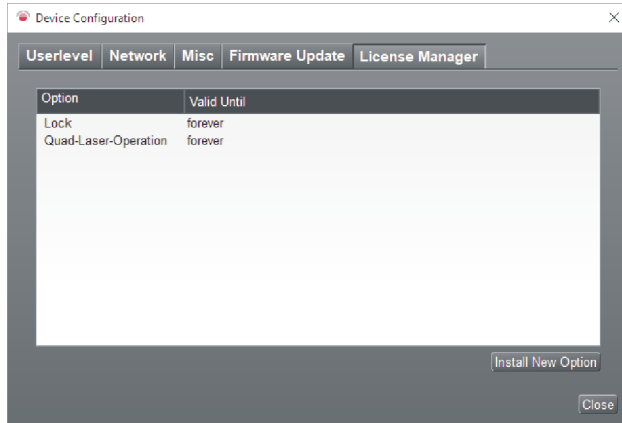 Device Configuration
Userlevel Network Misc Firmware Update License Manager
Option Valid Until
Lock forever
Quad-Laser-Operation forever
Install New Option
Close